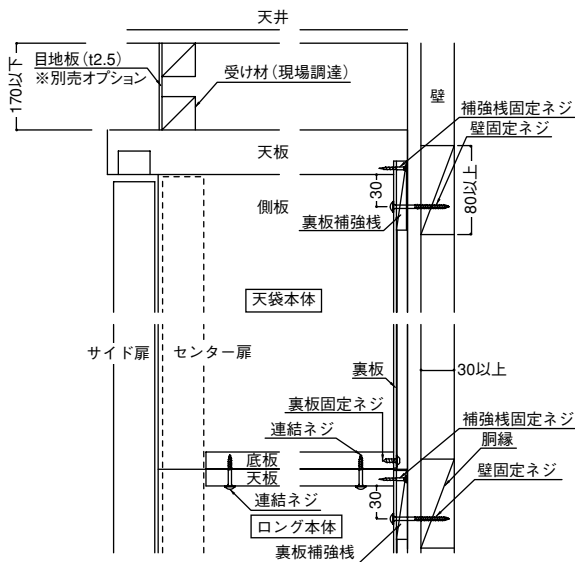 天井
170以下
目地板（t2.5）
※別売オプション
受け材（現場調達）
壁
補強桟固定ネジ
壁固定ネジ
天板
30
80以上
側板
裏板補強桟
天袋本体
サイド扉
センター扉
裏板
30以上
裏板固定ネジ
連結ネジ
補強桟固定ネジ
胴縁
底板
天板
壁固定ネジ
30
連結ネジ
ロング本体
裏板補強桟